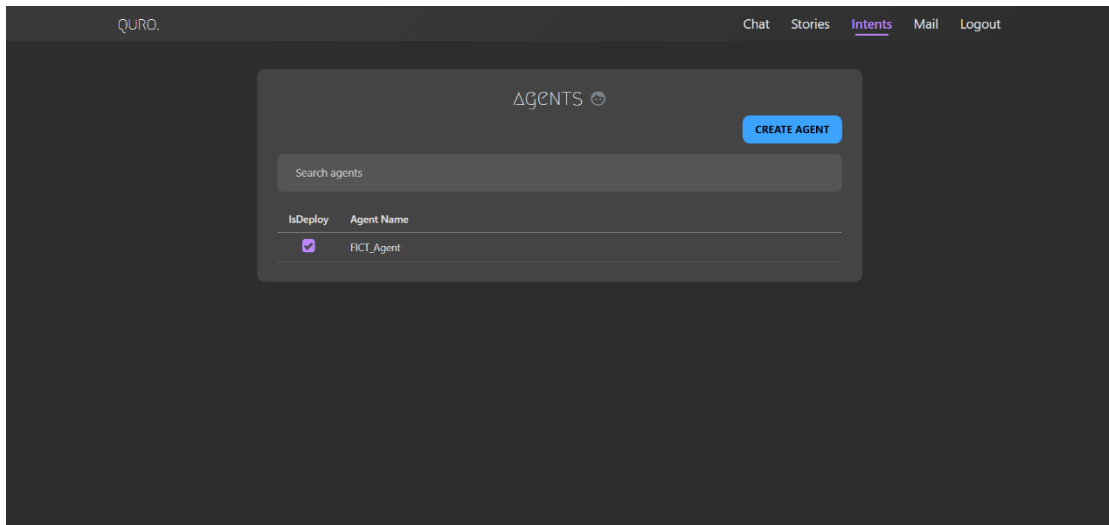 QURO.
Chat Stories Intents Mail Logout
AGENTS
CREATE AGENT
Search agents
IsDeploy Agent Name
FICT_Agent